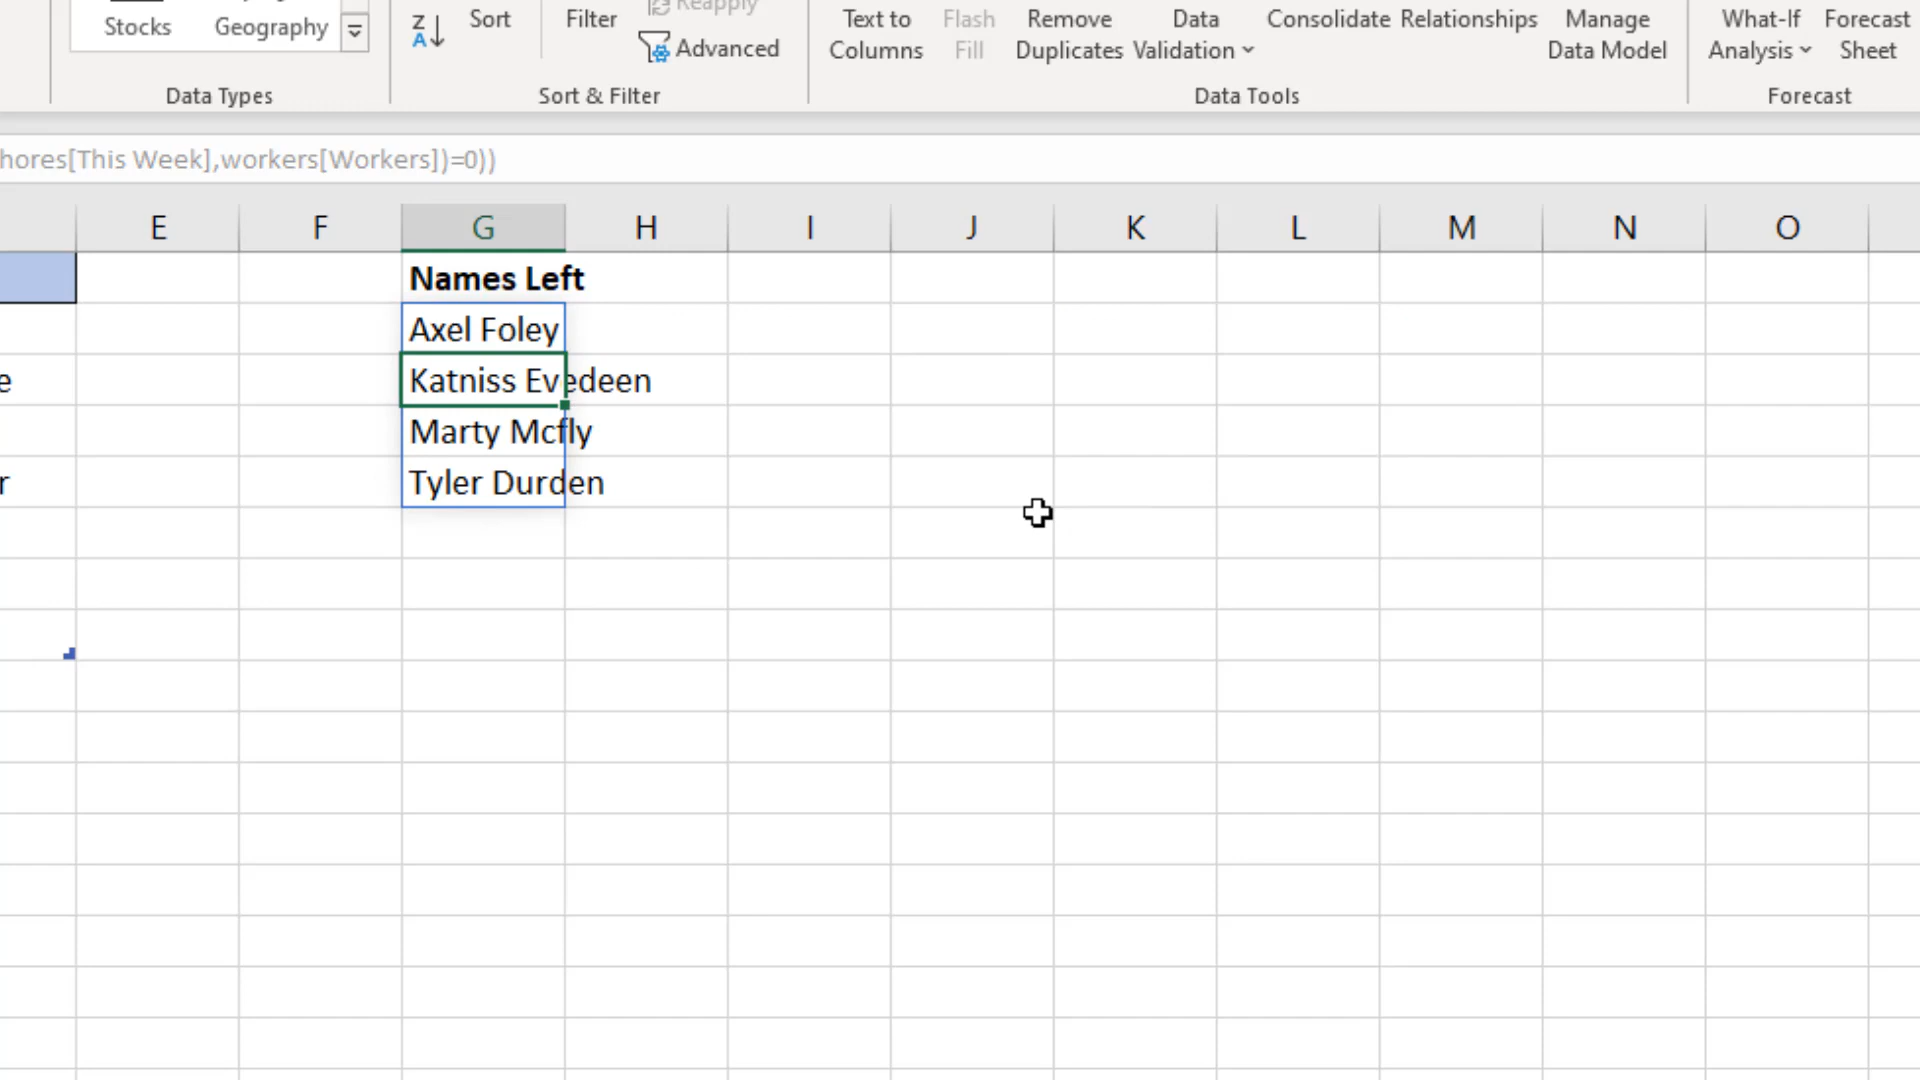 Stocks Geography
Sort
Filter
Reapply
Advanced
Text to Columns
Flash Fill
Remove Duplicates
Data Validation
Consolidate
Relationships
Manage Data Model
What-If Analysis
Forecast Sheet
Data Types
Sort & Filter
Data Tools
Forecast
hores[This Week],workers[Workers])=0))
E F G H I J K L M N O
Names Left
Axel Foley
e
Katniss Evedeen
Marty Mcfly
r
Tyler Durden